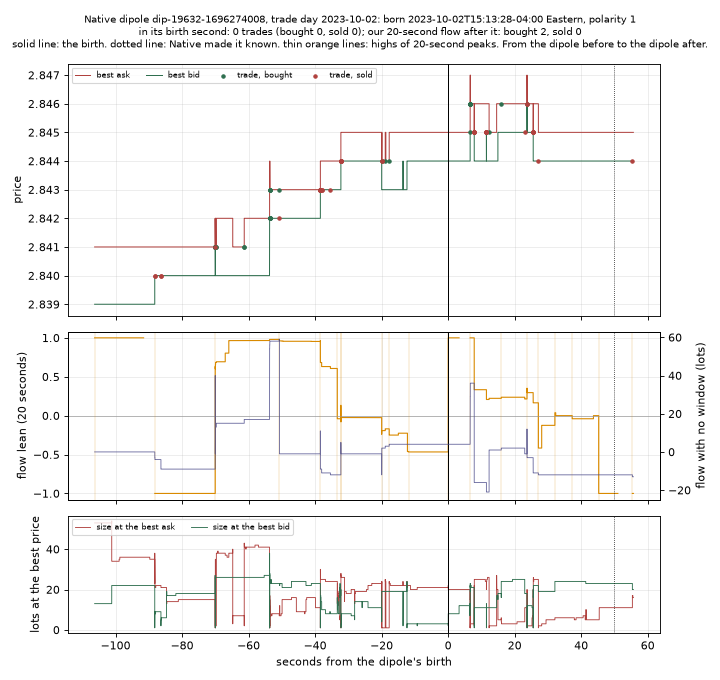 Native dipole dip-19632-1696274008, trade day 2023-10-02: born 2023-10-02T15:13:28-04:00 Eastern, polarity 1
in its birth second: 0 trades (bought 0, sold 0); our 20-second flow after it: bought 2, sold 0
solid line: the birth. dotted line: Native made it known. thin orange lines: highs of 20-second peaks. From the dipole before to the dipole after.
best ask best bid trade, bought trade, sold
2.847
2.846
2.845
2.844
2.843
2.842
2.841
2.840
2.839
price
1.0
0.5
0.0
−0.5
−1.0
flow lean (20 seconds)
60
40
20
0
−20
flow with no window (lots)
size at the best ask size at the best bid
40
20
0
lots at the best price
−100 −80 −60 −40 −20 0 20 40 60
seconds from the dipole's birth